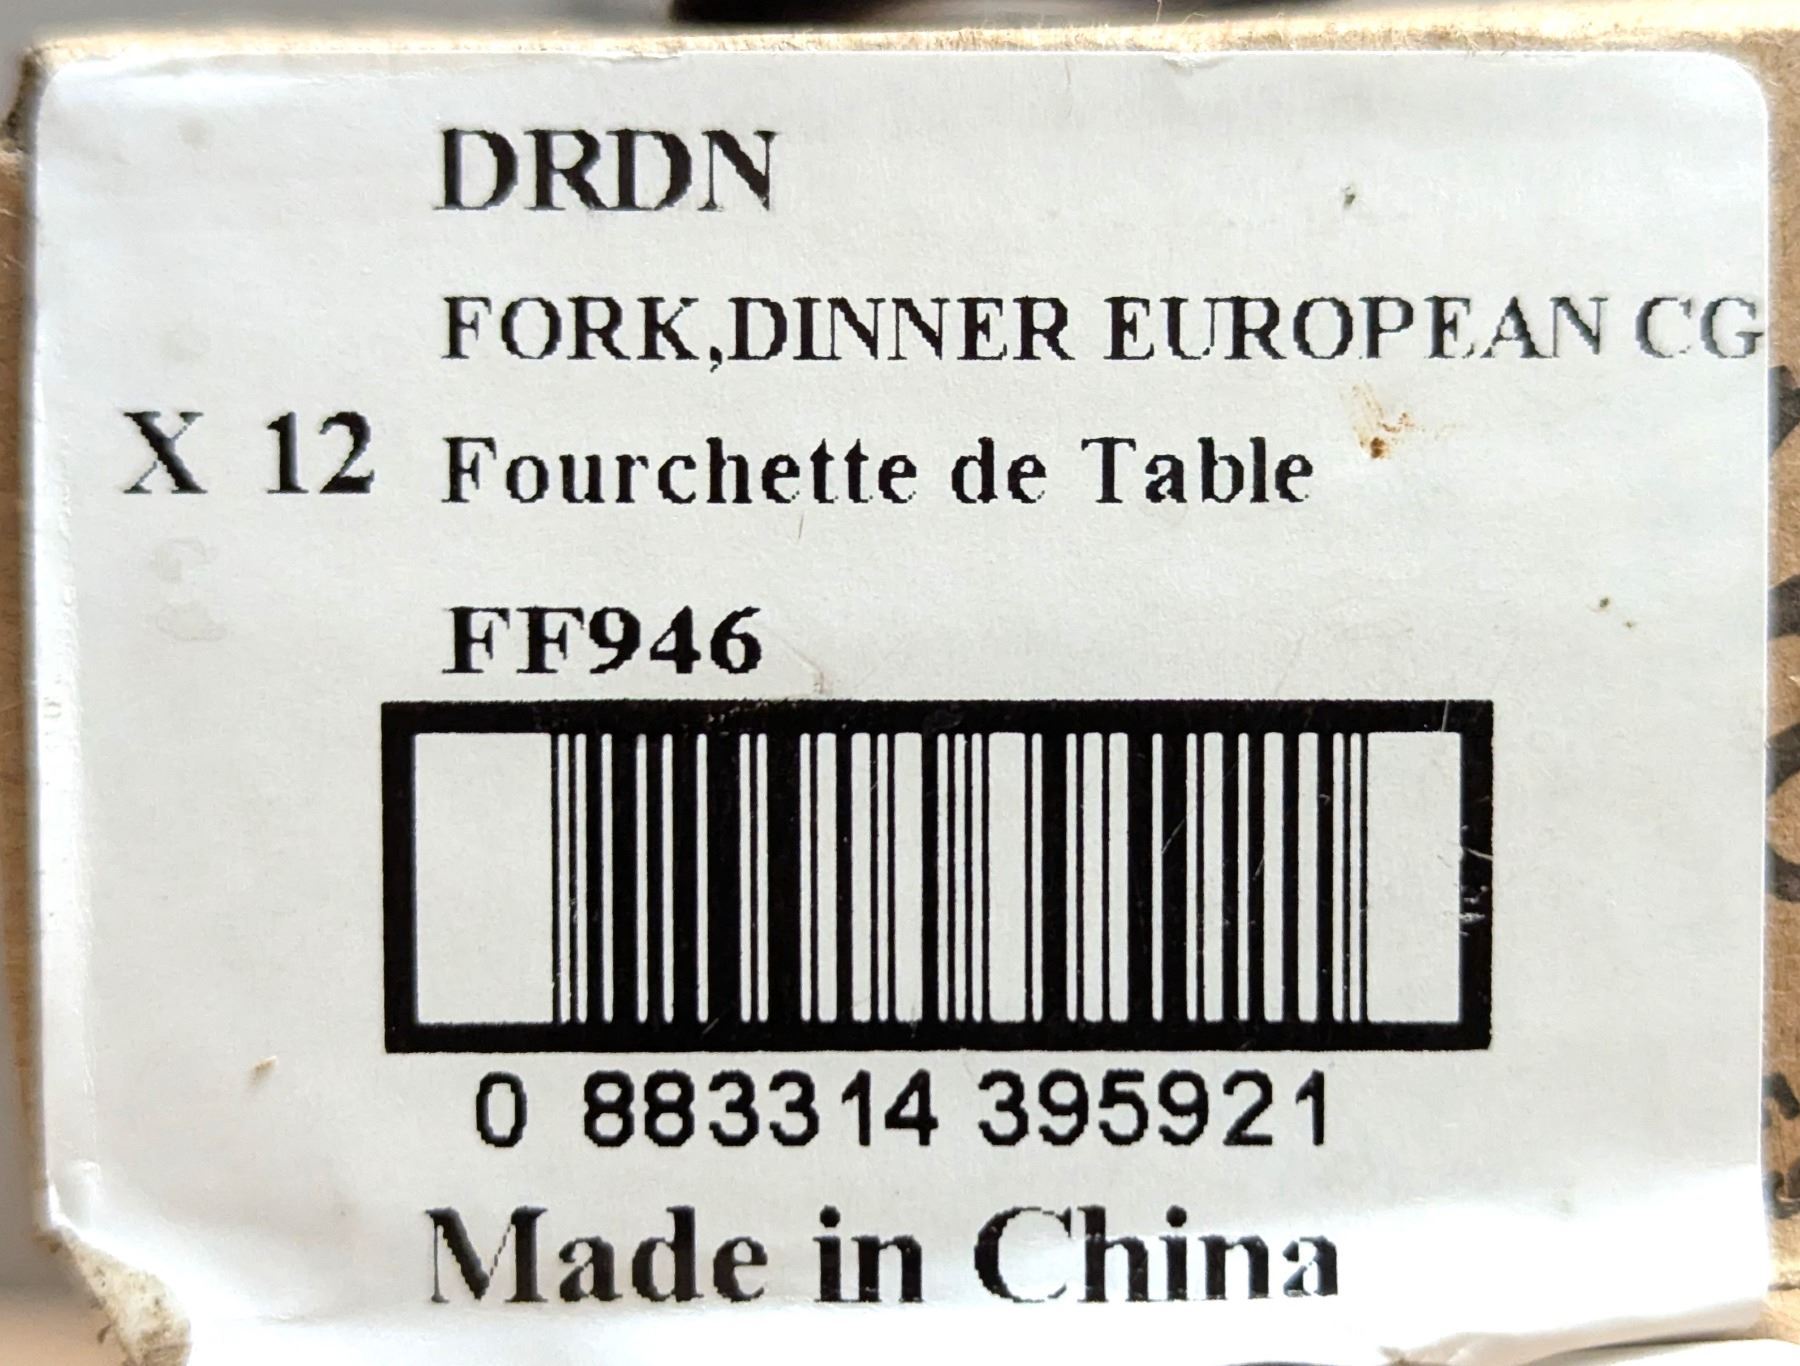 DRDN
FORK,DINNER EUROPEAN CG
X 12 Fourchette de Table
FF946
0 883314 395921
Made in China